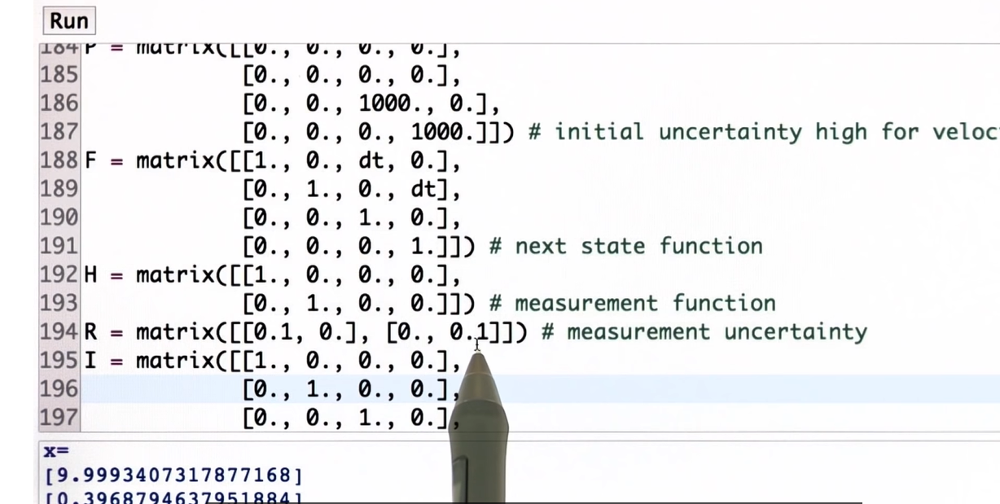 Run
184 P = matrix([[0., 0., 0., 0.],
185 [0., 0., 0., 0.],
186 [0., 0., 1000., 0.],
187 [0., 0., 0., 1000.]]) # initial uncertainty high for veloc
188 F = matrix([[1., 0., dt, 0.],
189 [0., 1., 0., dt],
190 [0., 0., 1., 0.],
191 [0., 0., 0., 1.]]) # next state function
192 H = matrix([[1., 0., 0., 0.],
193 [0., 1., 0., 0.]]) # measurement function
194 R = matrix([[0.1, 0.], [0., 0.1]]) # measurement uncertainty
195 I = matrix([[1., 0., 0., 0.],
196 [0., 1., 0., 0.],
197 [0., 0., 1., 0.],
x=
[9.9993407317877168]
[0.3968794637951884]